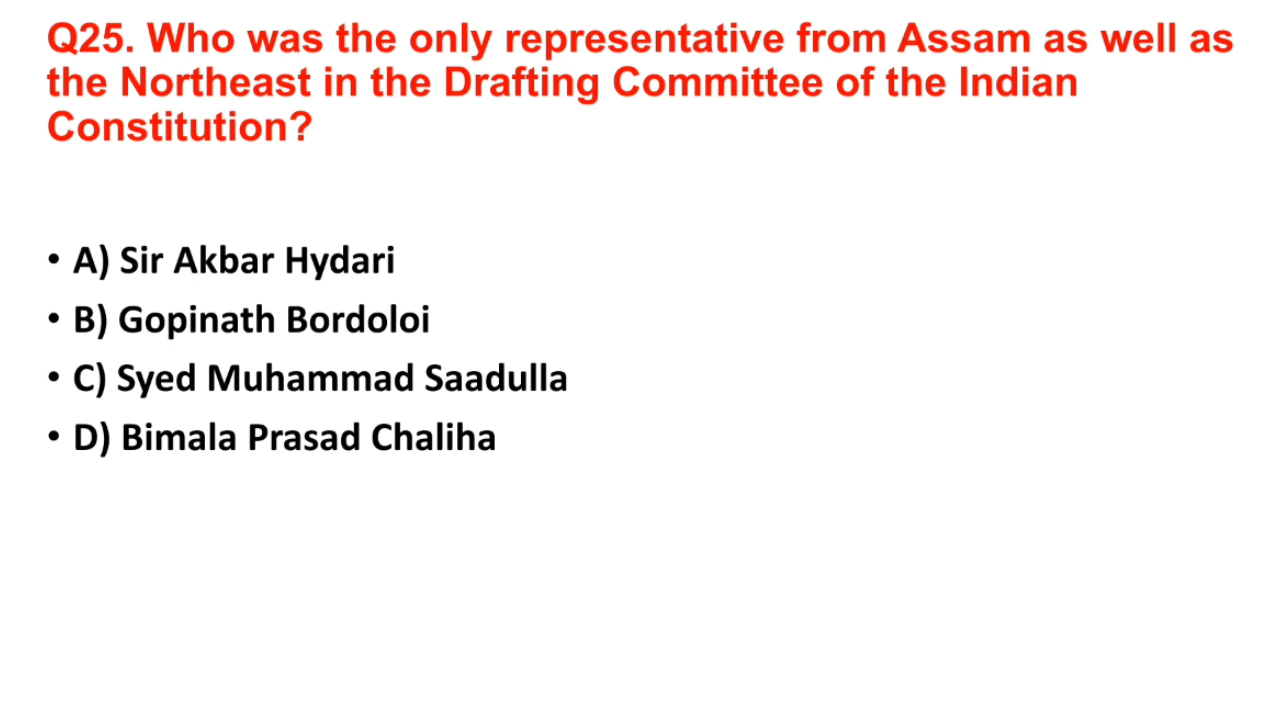 Q25. Who was the only representative from Assam as well as
the Northeast in the Drafting Committee of the Indian
Constitution?
• A) Sir Akbar Hydari
• B) Gopinath Bordoloi
• C) Syed Muhammad Saadulla
• D) Bimala Prasad Chaliha